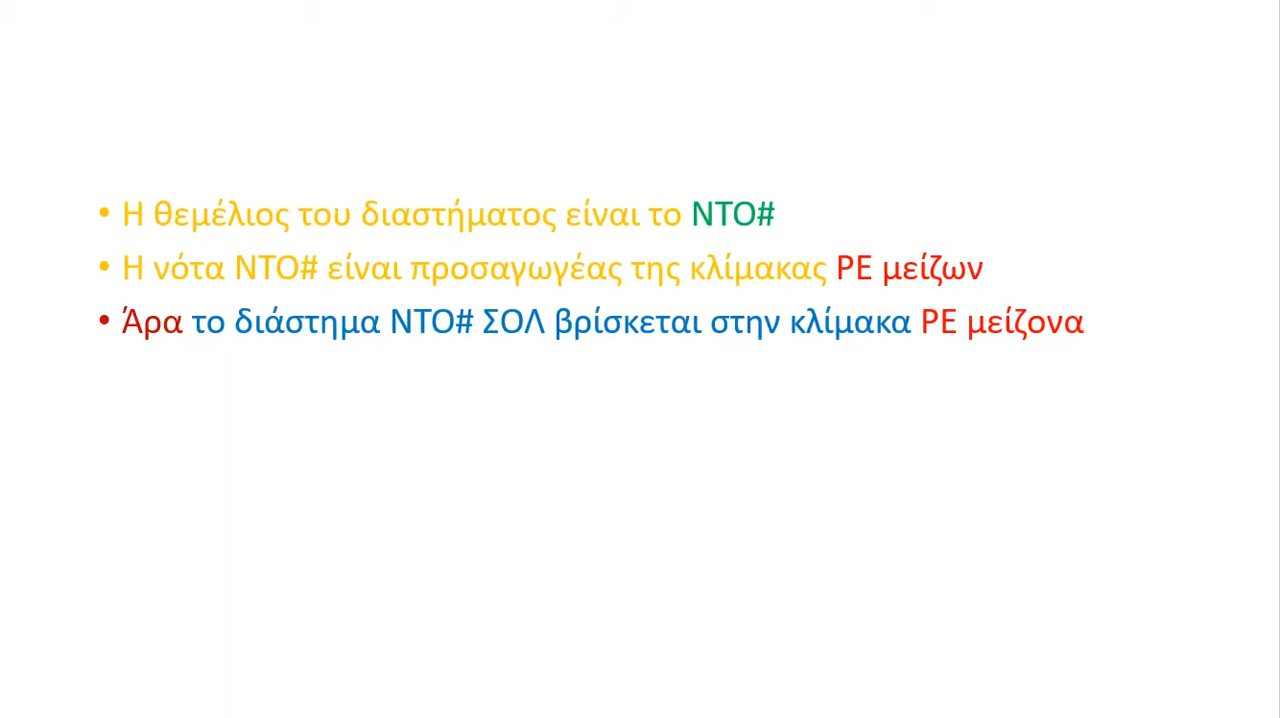 • Η θεμέλιος του διαστήματος είναι το ΝΤΟ#
• Η νότα ΝΤΟ# είναι προσαγωγέας της κλίμακας ΡΕ μείζων
• Άρα το διάστημα ΝΤΟ# ΣΟΛ βρίσκεται στην κλίμακα ΡΕ μείζονα